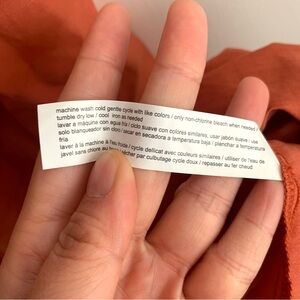 machine wash cold gentle cycle with like colors / only non-chlorine bleach when needed /
tumble dry low / cool iron as needed
lavar a máquina con agua fría / ciclo suave con colores similares, usar jabón suave / use
solo blanqueador sin cloro / secar en secadora a temperatura baja / planchar a temperatura
fría
laver à la machine à l'eau froide / cycle délicat avec couleurs similaires / utiliser de l'eau de
javel sans chlore au / sécher par culbutage cycle doux / repasser au fer chaud